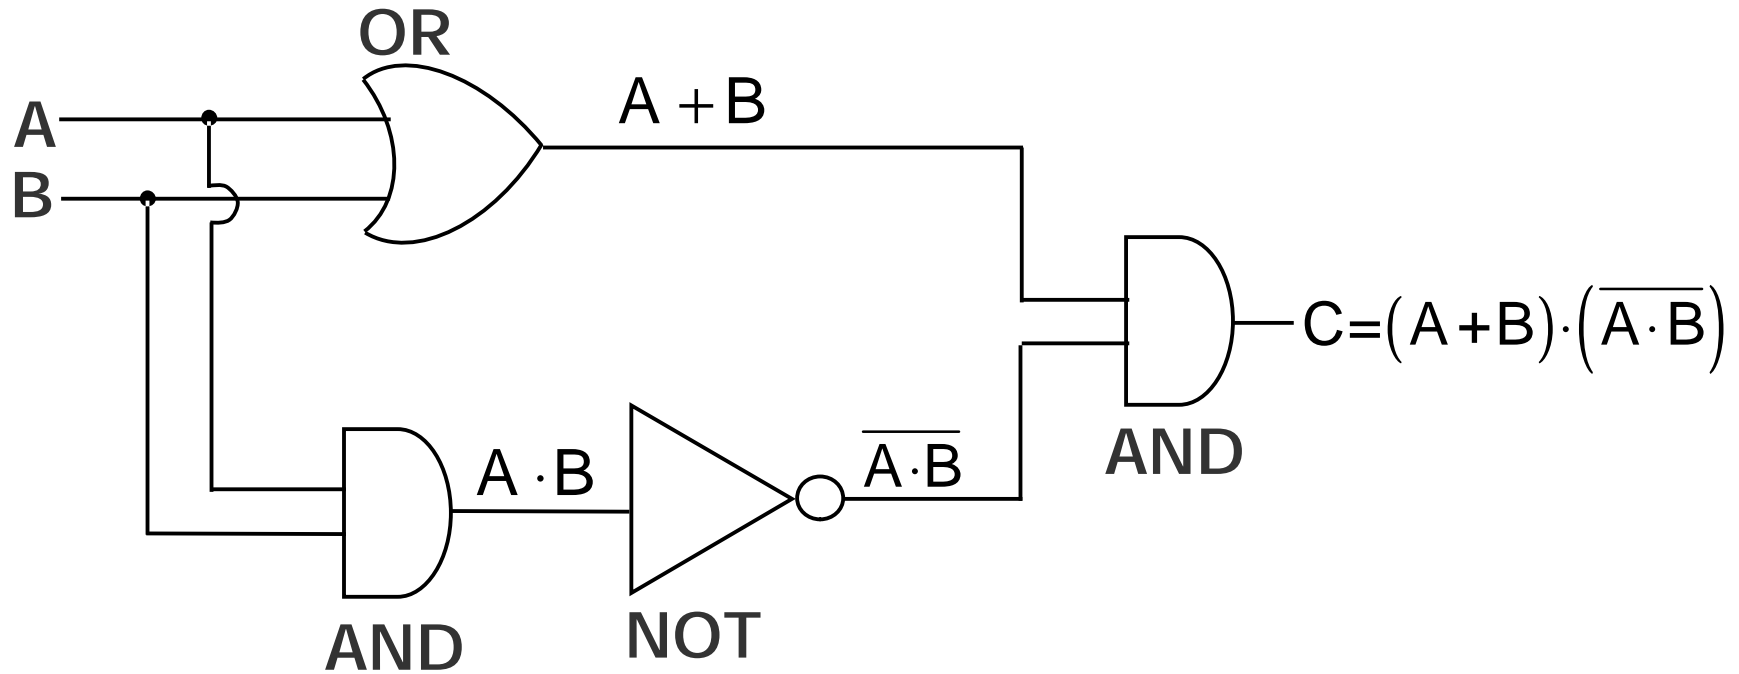 OR
A + B
A
B
C=(A+B)·(A̅ ̅·̅ ̅B̅)
A · B
A̅ ̅·̅ ̅B̅
AND
AND
NOT